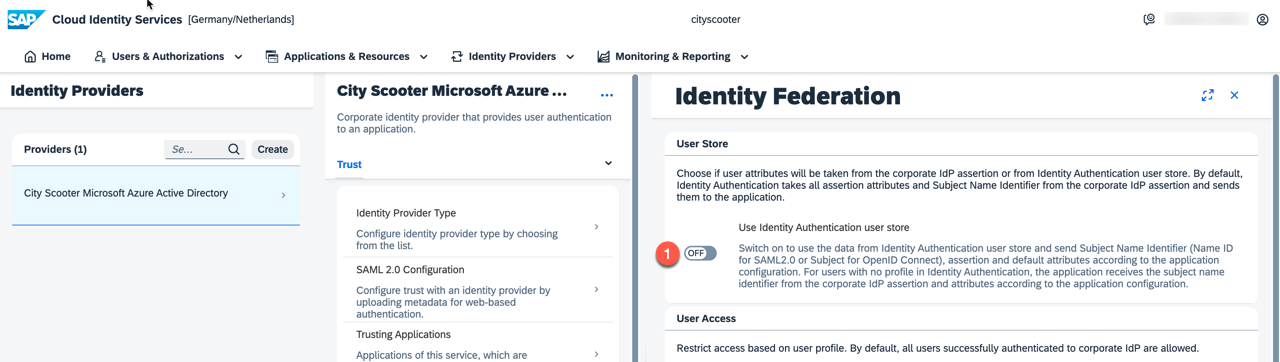 SAP Cloud Identity Services [Germany/Netherlands]
cityscooter
Home
Users & Authorizations
Applications & Resources
Identity Providers
Monitoring & Reporting
Identity Providers
Providers (1)
Se...
Create
City Scooter Microsoft Azure Active Directory
City Scooter Microsoft Azure ...
Corporate identity provider that provides user authentication
to an application.
Trust
Identity Provider Type
Configure identity provider type by choosing
from the list.
SAML 2.0 Configuration
Configure trust with an identity provider by
uploading metadata for web-based
authentication.
Trusting Applications
Applications of this service, which are
Identity Federation
User Store
Choose if user attributes will be taken from the corporate IdP assertion or from Identity Authentication user store. By default,
Identity Authentication takes all assertion attributes and Subject Name Identifier from the corporate IdP assertion and sends
them to the application.
Use Identity Authentication user store
1
OFF
Switch on to use the data from Identity Authentication user store and send Subject Name Identifier (Name ID
for SAML2.0 or Subject for OpenID Connect), assertion and default attributes according to the application
configuration. For users with no profile in Identity Authentication, the application receives the subject name
identifier from the corporate IdP assertion and attributes according to the application configuration.
User Access
Restrict access based on user profile. By default, all users successfully authenticated to corporate IdP are allowed.